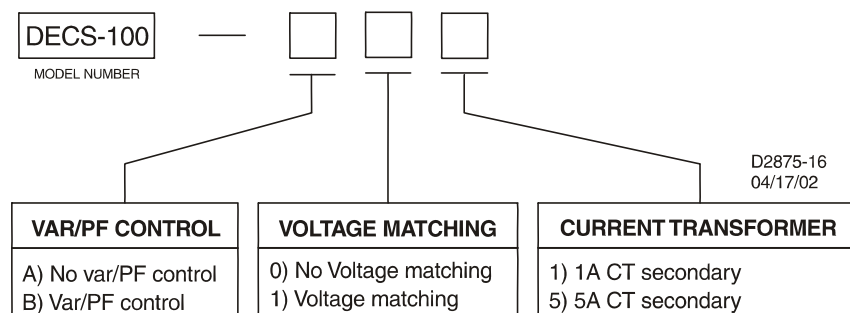 DECS-100
MODEL NUMBER
D2875-16
04/17/02
VAR/PF CONTROL
A) No var/PF control
B) Var/PF control
VOLTAGE MATCHING
0) No Voltage matching
1) Voltage matching
CURRENT TRANSFORMER
1) 1A CT secondary
5) 5A CT secondary